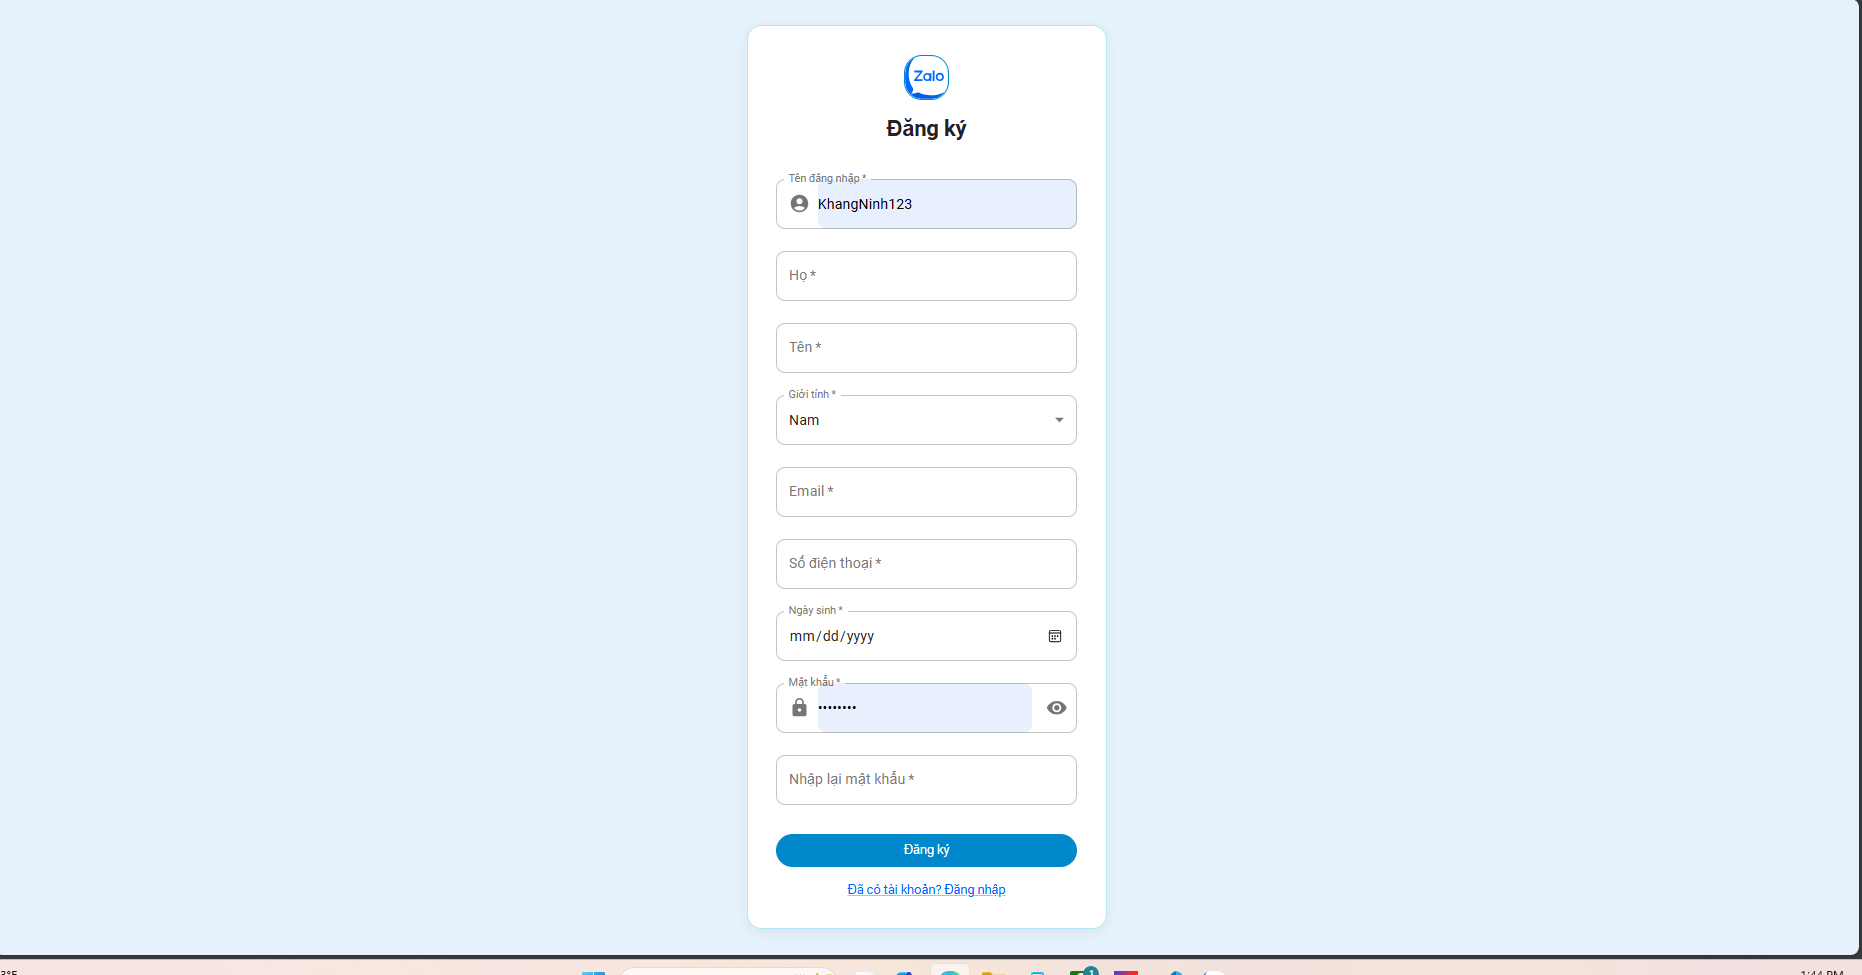 Zalo
Đăng ký
Tên đăng nhập *
KhangNinh123
Họ *
Tên *
Giới tính *
Nam
Email *
Số điện thoại *
Ngày sinh *
mm/dd/yyyy
Mật khẩu *
••••••••
Nhập lại mật khẩu *
Đăng ký
Đã có tài khoản? Đăng nhập
1